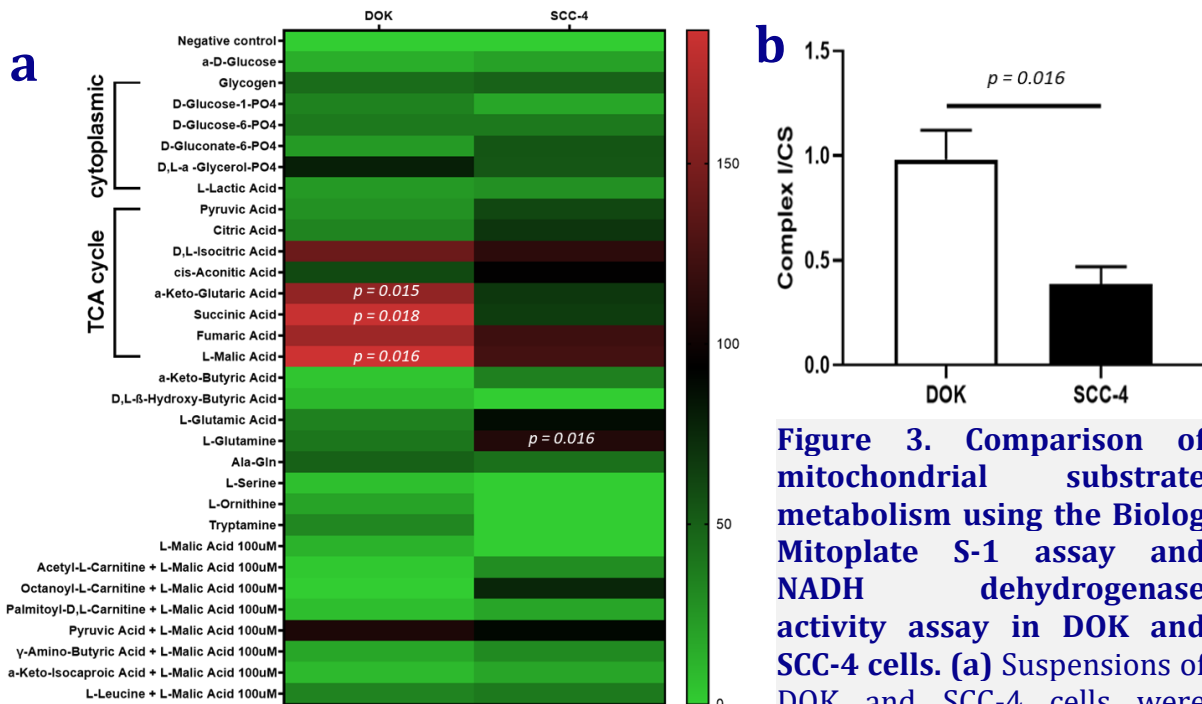 a
DOK
SCC-4
Negative control
a-D-Glucose
Glycogen
D-Glucose-1-PO4
D-Glucose-6-PO4
D-Gluconate-6-PO4
D,L-a -Glycerol-PO4
L-Lactic Acid
Pyruvic Acid
Citric Acid
D,L-Isocitric Acid
cis-Aconitic Acid
a-Keto-Glutaric Acid
Succinic Acid
Fumaric Acid
L-Malic Acid
a-Keto-Butyric Acid
D,L-ß-Hydroxy-Butyric Acid
L-Glutamic Acid
L-Glutamine
Ala-Gln
L-Serine
L-Ornithine
Tryptamine
L-Malic Acid 100uM
Acetyl-L-Carnitine + L-Malic Acid 100uM
Octanoyl-L-Carnitine + L-Malic Acid 100uM
Palmitoyl-D,L-Carnitine + L-Malic Acid 100uM
Pyruvic Acid + L-Malic Acid 100uM
γ-Amino-Butyric Acid + L-Malic Acid 100uM
a-Keto-Isocaproic Acid + L-Malic Acid 100uM
L-Leucine + L-Malic Acid 100uM
cytoplasmic
TCA cycle
p = 0.015
p = 0.018
p = 0.016
p = 0.016
150
100
50
0
b
p = 0.016
Complex I/CS
1.5
1.0
0.5
0.0
DOK
SCC-4
Figure 3. Comparison of
mitochondrial substrate
metabolism using the Biolog
Mitoplate S-1 assay and
NADH dehydrogenase
activity assay in DOK and
SCC-4 cells. (a) Suspensions of
DOK and SCC-4 cells were